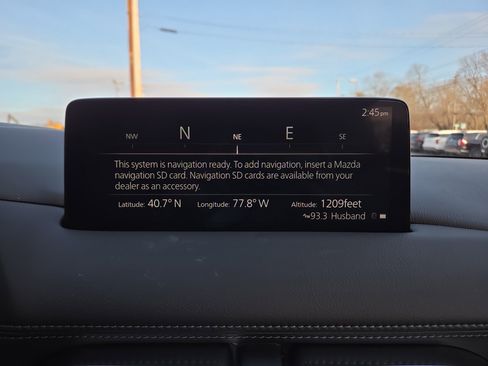 2:45pm
NW N NE E SE
This system is navigation ready. To add navigation, insert a Mazda
navigation SD card. Navigation SD cards are available from your
dealer as an accessory.
Latitude: 40.7° N Longitude: 77.8° W Altitude: 1209feet
93.3 Husband